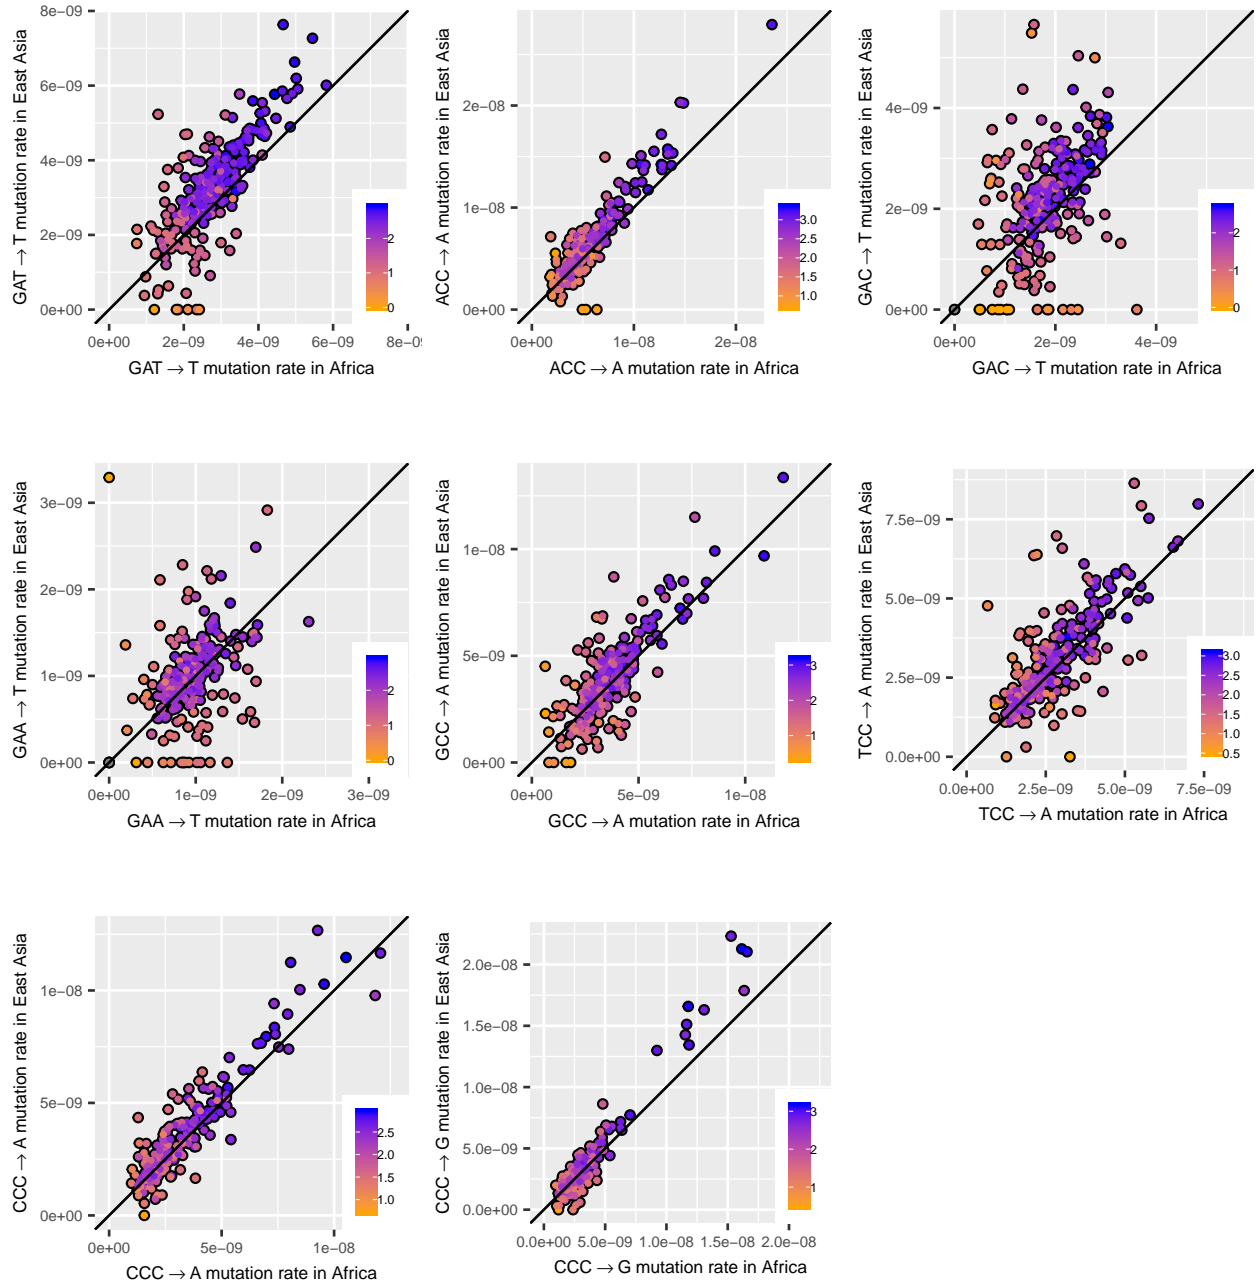 8e−09
6e−09
4e−09
2e−09
0e+00
GAT → T mutation rate in East Asia
2
1
0
0e+00 2e−09 4e−09 6e−09 8e−
GAT → T mutation rate in Africa
2e−08
1e−08
0e+00
ACC → A mutation rate in East Asia
3.0
2.5
2.0
1.5
1.0
0e+00 1e−08 2e−08
ACC → A mutation rate in Africa
4e−09
2e−09
0e+00
GAC → T mutation rate in East Asia
2
1
0
0e+00 2e−09 4e−09
GAC → T mutation rate in Africa
3e−09
2e−09
1e−09
0e+00
GAA → T mutation rate in East Asia
2
1
0
0e+00 1e−09 2e−09 3e−09
GAA → T mutation rate in Africa
1e−08
5e−09
0e+00
GCC → A mutation rate in East Asia
3
2
1
0e+00 5e−09 1e−08
GCC → A mutation rate in Africa
7.5e−09
5.0e−09
2.5e−09
0.0e+00
TCC → A mutation rate in East Asia
3.0
2.5
2.0
1.5
1.0
0.5
0.0e+00 2.5e−09 5.0e−09 7.5e−09
TCC → A mutation rate in Africa
1e−08
5e−09
0e+00
CCC → A mutation rate in East Asia
2.5
2.0
1.5
1.0
0e+00 5e−09 1e−08
CCC → A mutation rate in Africa
2.0e−08
1.5e−08
1.0e−08
5.0e−09
0.0e+00
CCC → G mutation rate in East Asia
3
2
1
0.0e+00 5.0e−09 1.0e−08 1.5e−08 2.0e−08
CCC → G mutation rate in Africa